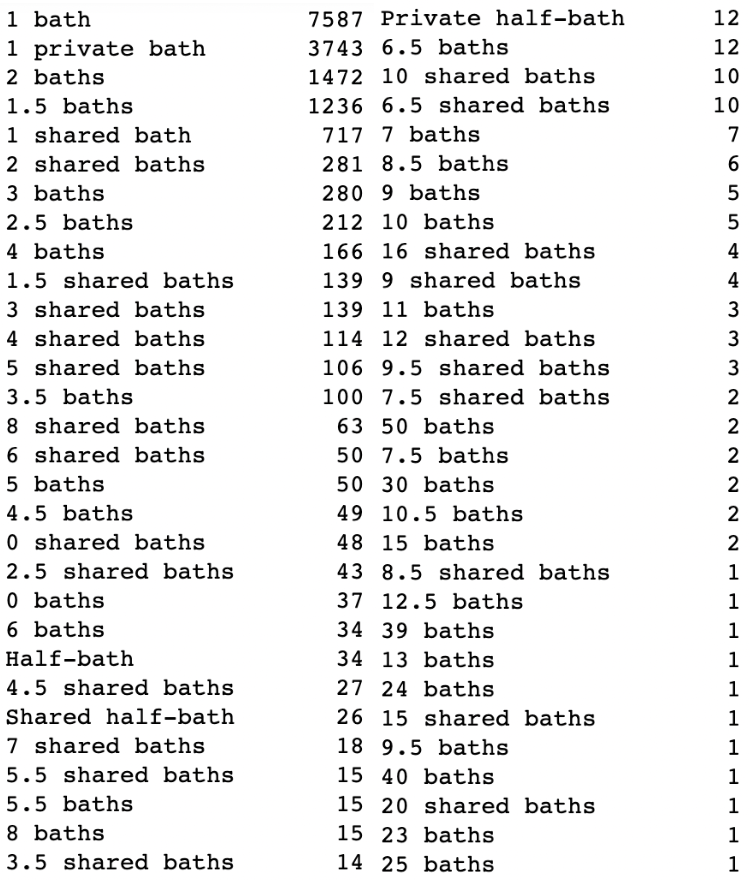 1 bath 7587
1 private bath 3743
2 baths 1472
1.5 baths 1236
1 shared bath 717
2 shared baths 281
3 baths 280
2.5 baths 212
4 baths 166
1.5 shared baths 139
3 shared baths 139
4 shared baths 114
5 shared baths 106
3.5 baths 100
8 shared baths 63
6 shared baths 50
5 baths 50
4.5 baths 49
0 shared baths 48
2.5 shared baths 43
0 baths 37
6 baths 34
Half-bath 34
4.5 shared baths 27
Shared half-bath 26
7 shared baths 18
5.5 shared baths 15
5.5 baths 15
8 baths 15
3.5 shared baths 14
Private half-bath 12
6.5 baths 12
10 shared baths 10
6.5 shared baths 10
7 baths 7
8.5 baths 6
9 baths 5
10 baths 5
16 shared baths 4
9 shared baths 4
11 baths 3
12 shared baths 3
9.5 shared baths 3
7.5 shared baths 2
50 baths 2
7.5 baths 2
30 baths 2
10.5 baths 2
15 baths 2
8.5 shared baths 1
12.5 baths 1
39 baths 1
13 baths 1
24 baths 1
15 shared baths 1
9.5 baths 1
40 baths 1
20 shared baths 1
23 baths 1
25 baths 1